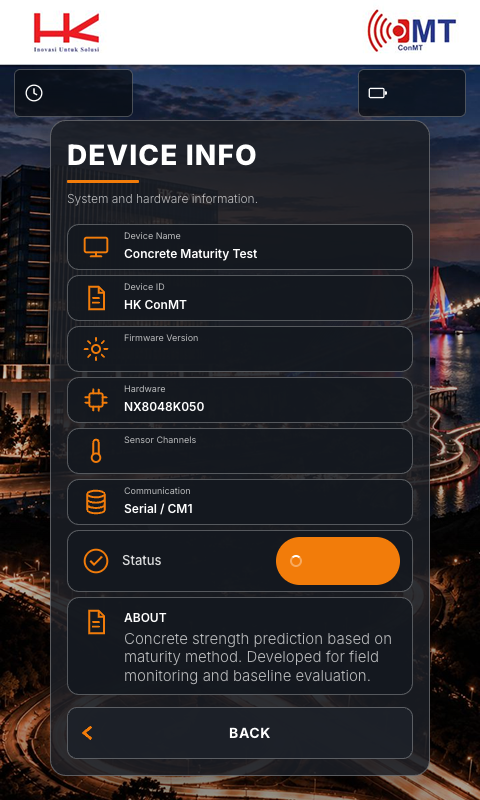 HK
Inovasi Untuk Solusi
MT
ConMT
DEVICE INFO
System and hardware information.
Device Name
Concrete Maturity Test
Device ID
HK ConMT
Firmware Version
Hardware
NX8048K050
Sensor Channels
Communication
Serial / CM1
Status
ABOUT
Concrete strength prediction based on
maturity method. Developed for field
monitoring and baseline evaluation.
BACK